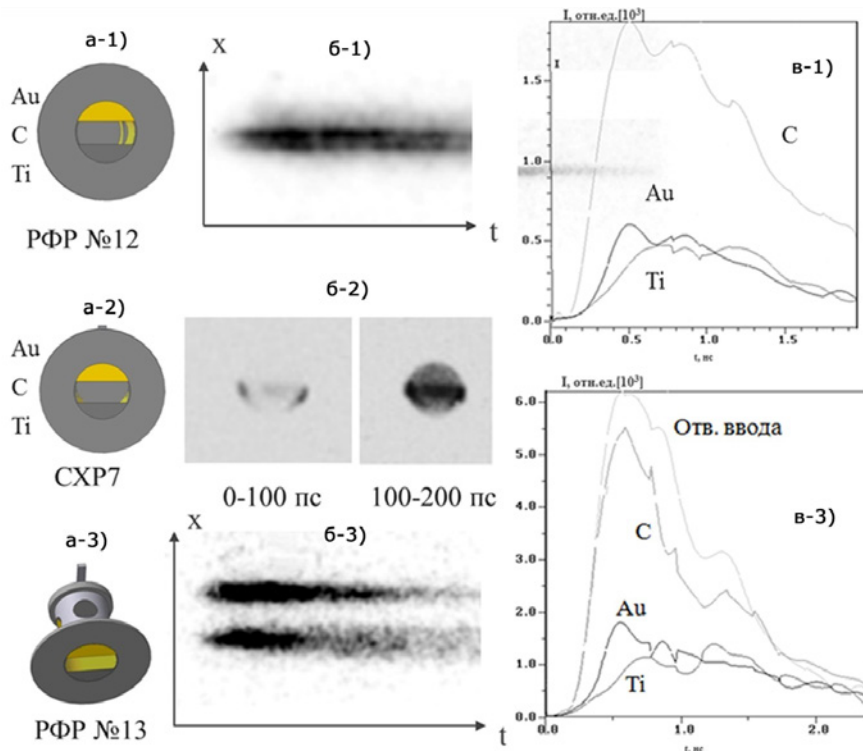 а-1)
Au
C
Ti
РФР №12
б-1)
x
t
I, отн.ед.[10³]
в-1)
1.5
1.0
0.5
0.0
C
Au
Ti
0.0 0.5 1.0 1.5
t, нс
а-2)
Au
C
Ti
СХР7
б-2)
0-100 пс 100-200 пс
а-3)
РФР №13
x
б-3)
t
I, отн.ед.[10³]
6.0
5.0
4.0
3.0
2.0
1.0
0.0
Отв. ввода
в-3)
C
Au
Ti
0.0 1.0 2.0
t, нс